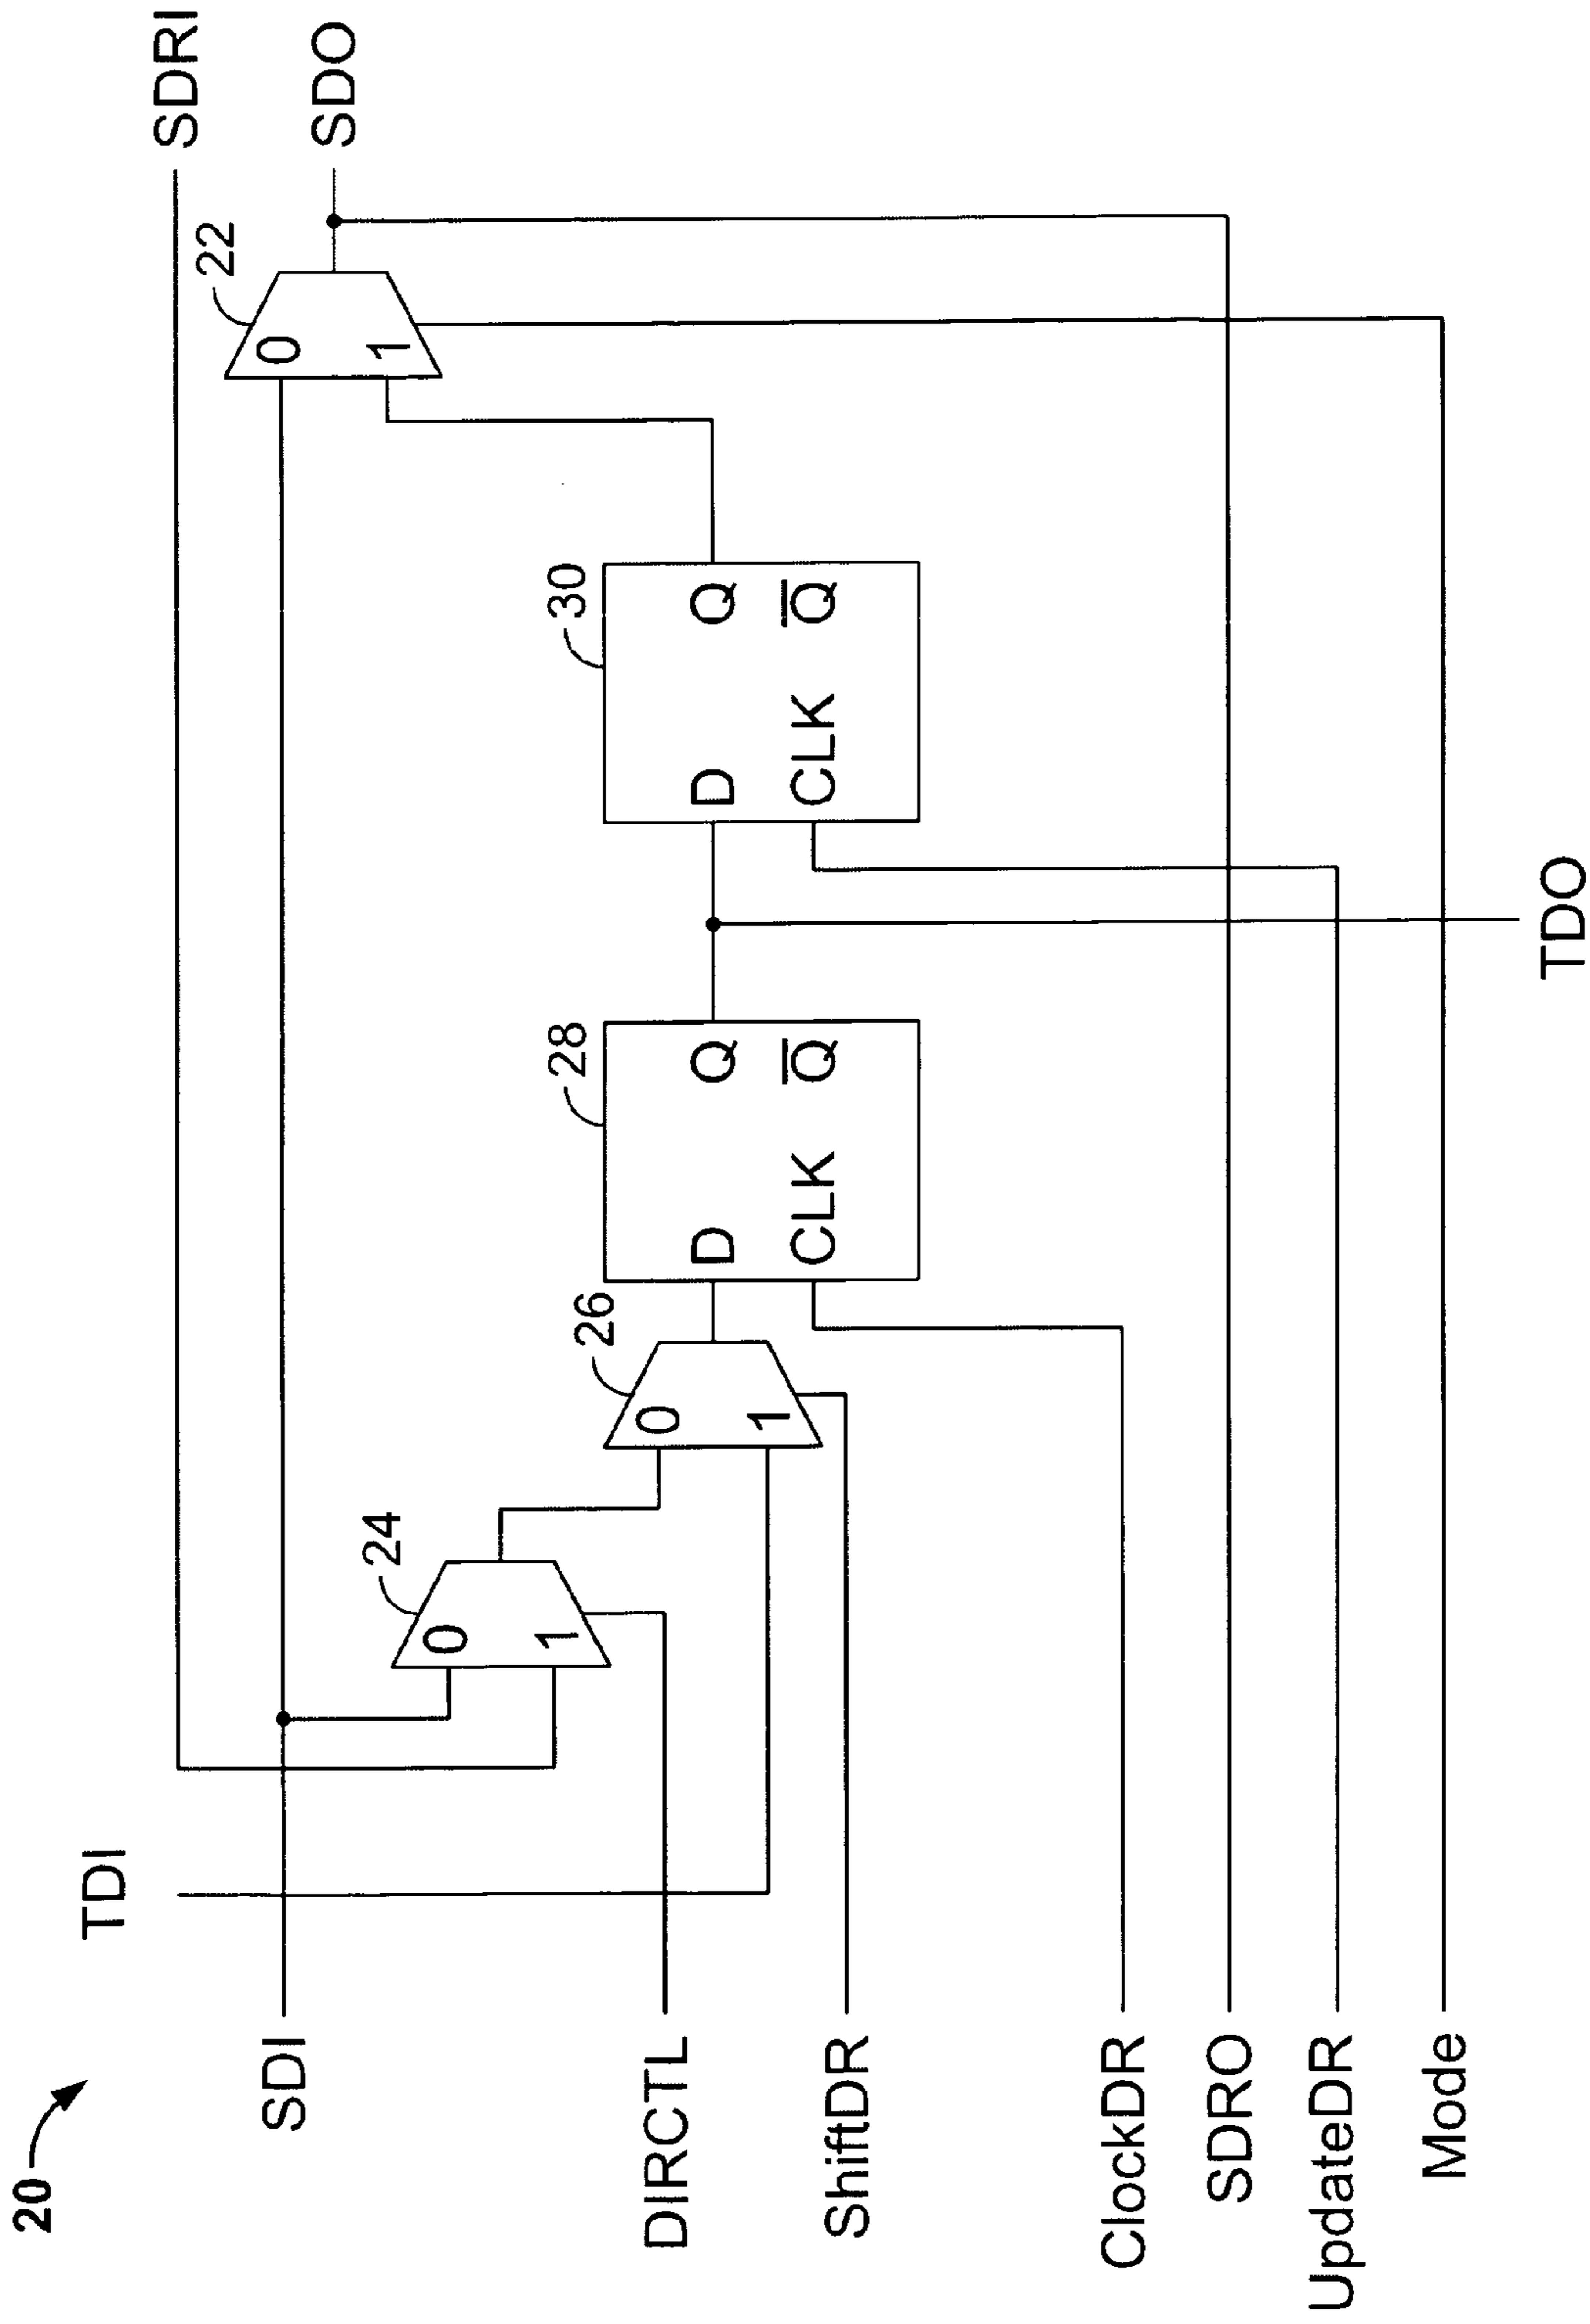 20
TDI
SDRI
SDI
SDO
22
0
1
24
0
1
DIRCTL
26
0
1
ShiftDR
28
D
Q
CLK
Q̅
30
D
Q
CLK
Q̅
ClockDR
SDRO
UpdateDR
Mode
TDO